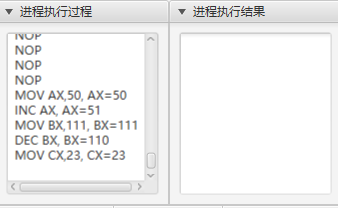 进程执行过程
进程执行结果
NOP
NOP
NOP
NOP
MOV AX,50, AX=50
INC AX, AX=51
MOV BX,111, BX=111
DEC BX, BX=110
MOV CX,23, CX=23